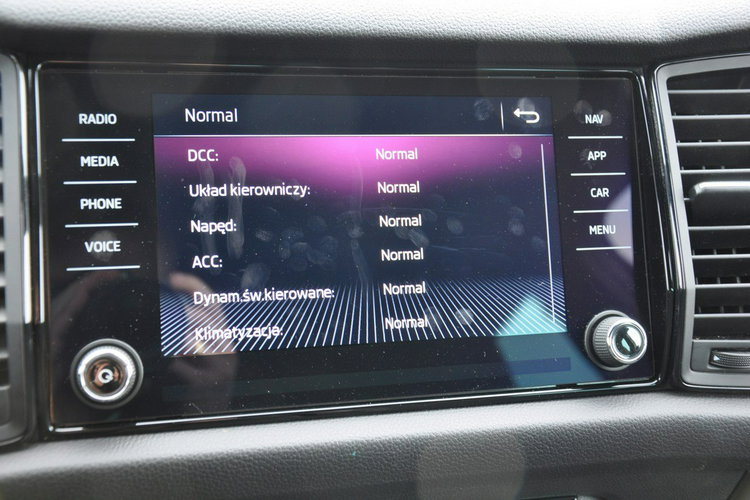 Normal
RADIO
MEDIA
PHONE
VOICE
DCC: Normal
Układ kierowniczy: Normal
Napęd: Normal
ACC: Normal
Dynam.św.kierowane: Normal
Klimatyzacja: Normal
NAV
APP
CAR
MENU